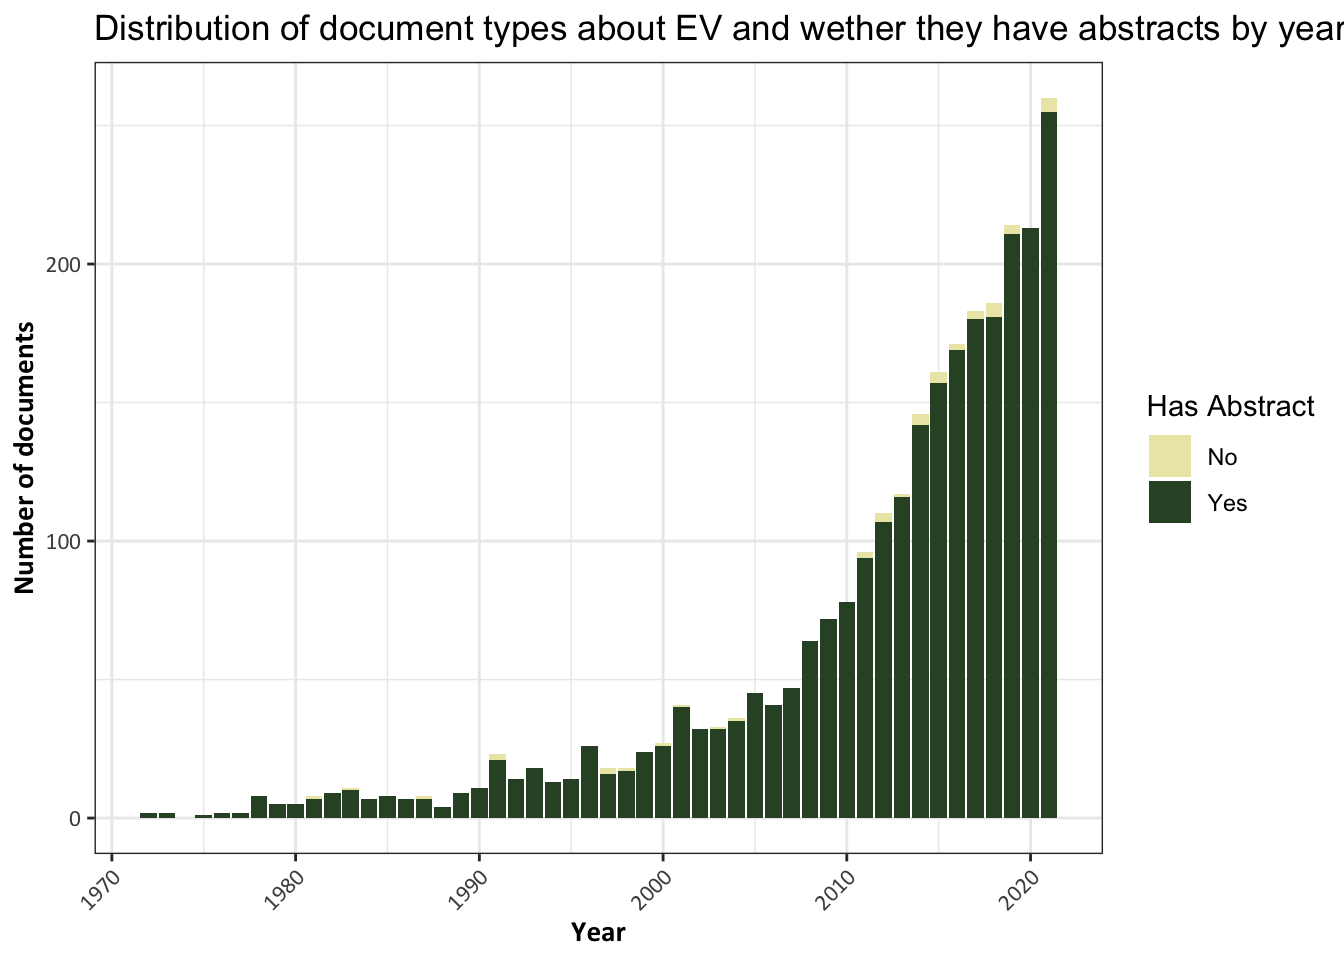 Distribution of document types about EV and wether they have abstracts by year
Number of documents
200
100
0
1970
1980
1990
2000
2010
2020
Year
Has Abstract
No
Yes